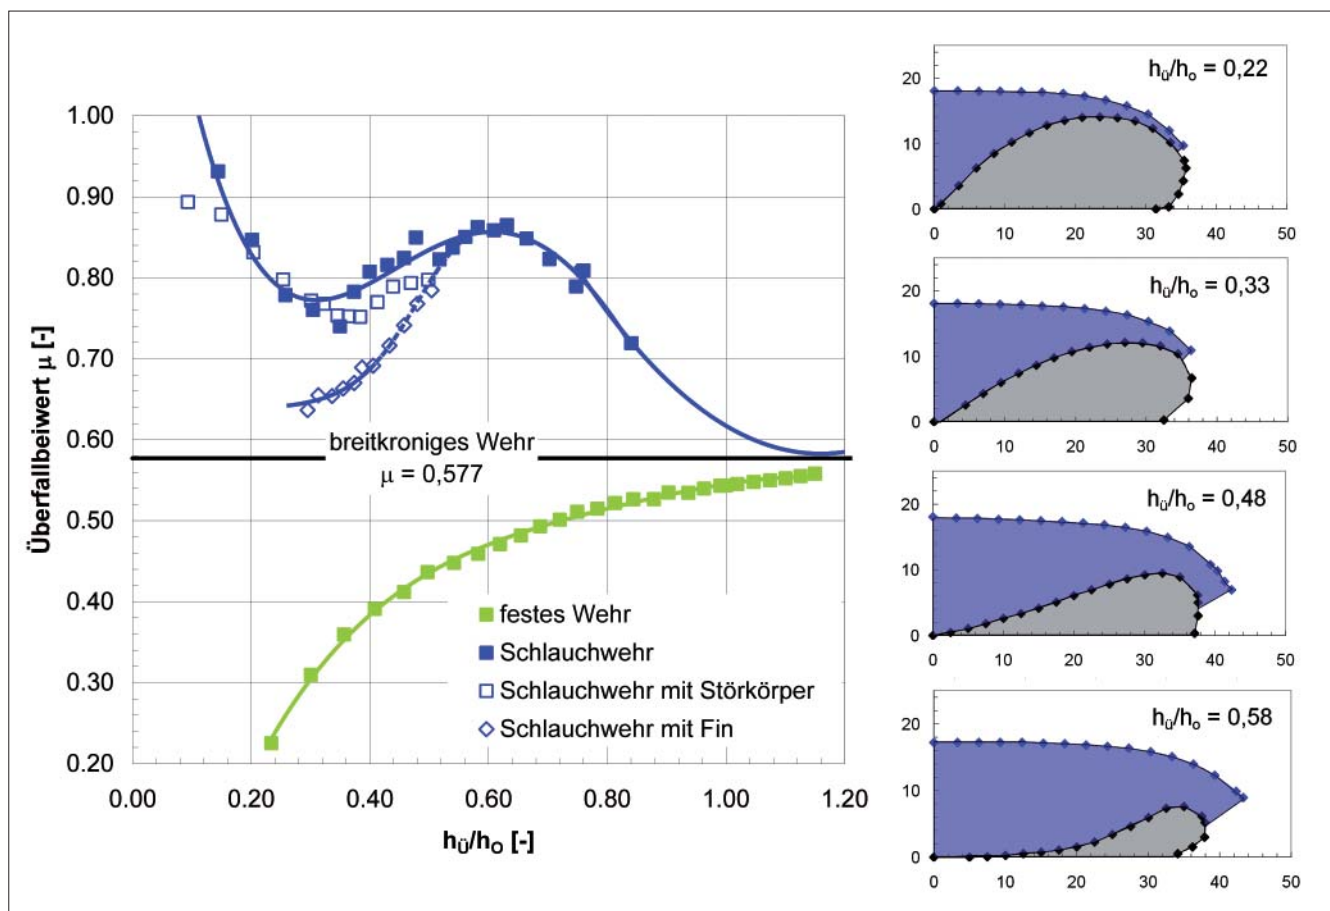 1.00
0.90
0.80
0.70
0.60
0.50
0.40
0.30
0.20
0.00 0.20 0.40 0.60 0.80 1.00 1.20
Überfallbeiwert μ [-]
hÜ/hO [-]
breitkroniges Wehr
μ = 0,577
festes Wehr
Schlauchwehr
Schlauchwehr mit Störkörper
Schlauchwehr mit Fin
hü/ho = 0,22
20
10
0
0 10 20 30 40 50
hü/ho = 0,33
20
10
0
0 10 20 30 40 50
hü/ho = 0,48
20
10
0
0 10 20 30 40 50
hü/ho = 0,58
20
10
0
0 10 20 30 40 50